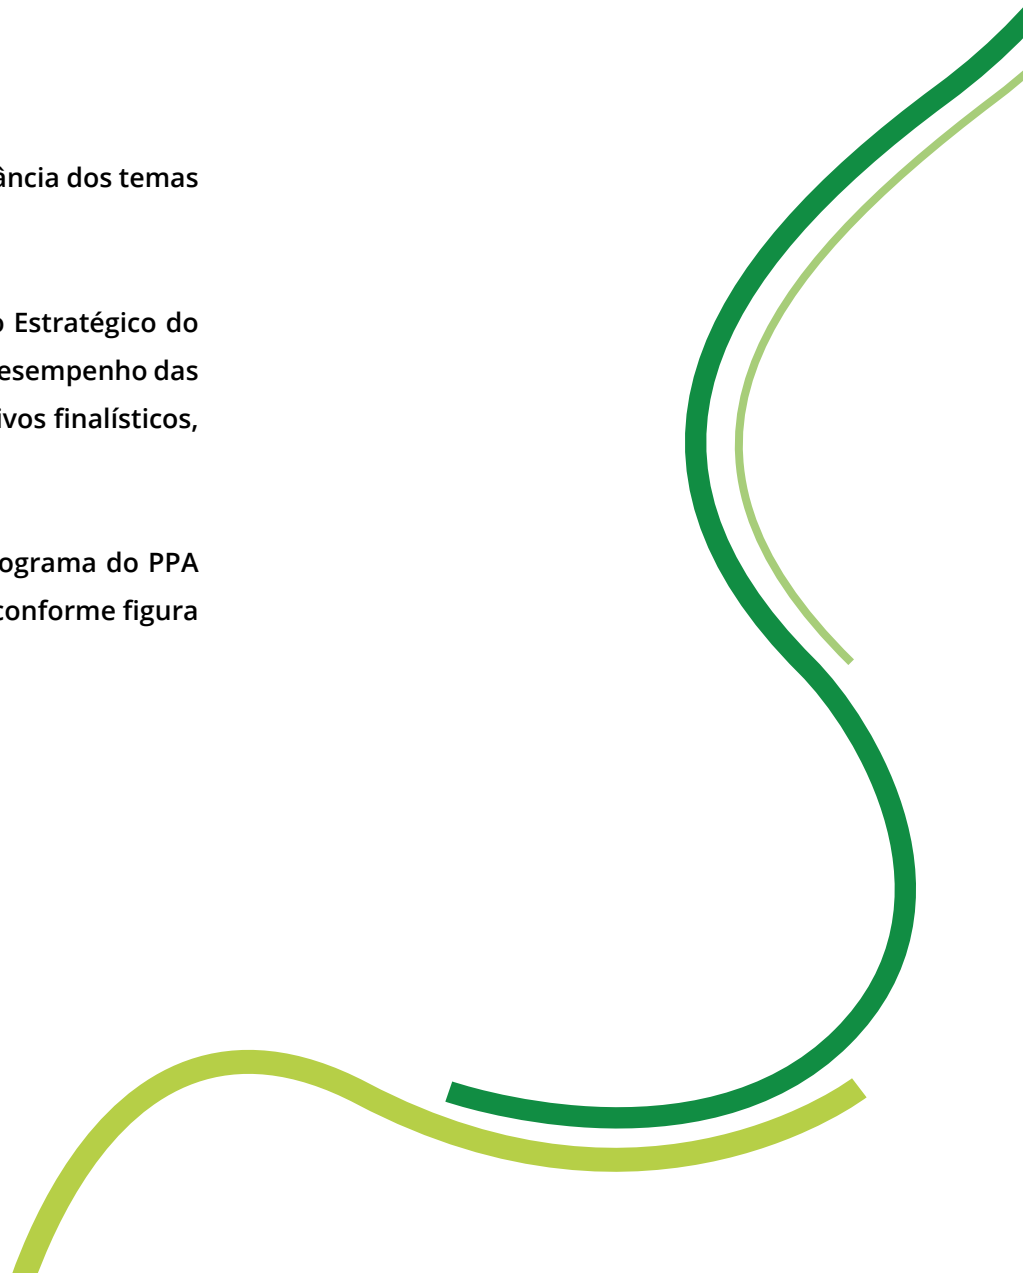 ância dos temas
o Estratégico do
esempenho das
ivos finalísticos,
ograma do PPA
conforme figura